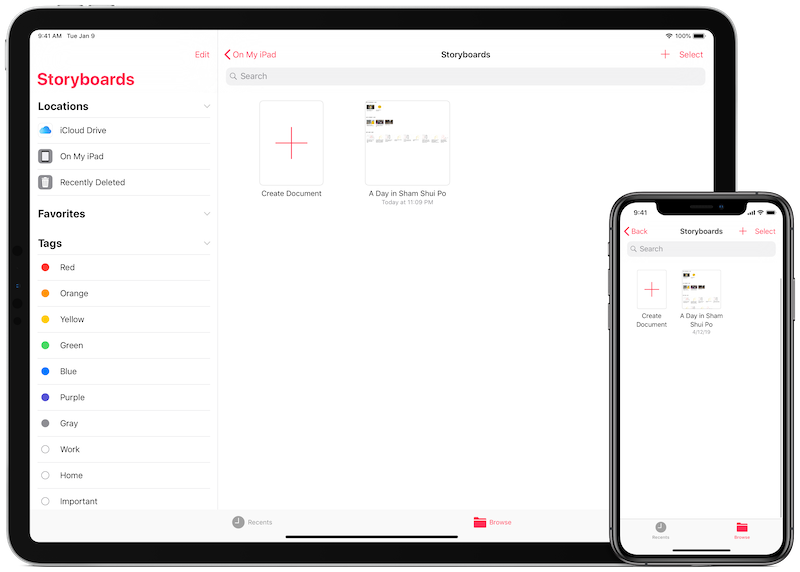 9:41 AM Tue Jan 9
100%
Edit
Storyboards
Locations
iCloud Drive
On My iPad
Recently Deleted
Favorites
Tags
Red
Orange
Yellow
Green
Blue
Purple
Gray
Work
Home
Important
On My iPad
Storyboards
Select
Search
Create Document
A Day in Sham Shui Po
Today at 11:09 PM
Recents
Browse
9:41
Back
Storyboards
Select
Search
Create
Document
A Day in Sham
Shui Po
4/13/19
Recents
Browse